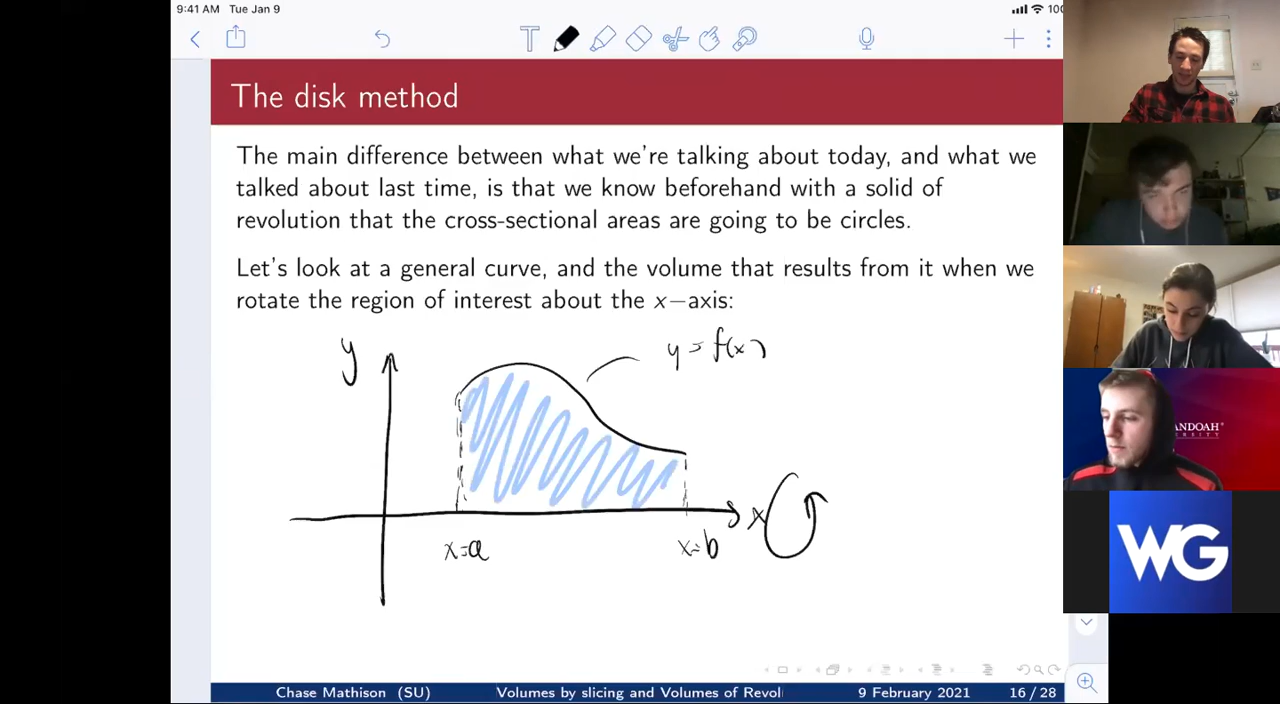 9:41 AM Tue Jan 9
The disk method
The main difference between what we're talking about today, and what we
talked about last time, is that we know beforehand with a solid of
revolution that the cross-sectional areas are going to be circles.
Let's look at a general curve, and the volume that results from it when we
rotate the region of interest about the x−axis:
y
y = f(x)
x
x=a
x=b
Chase Mathison (SU)
Volumes by slicing and Volumes of Revol
9 February 2021
16 / 28
ANDOAH
WG